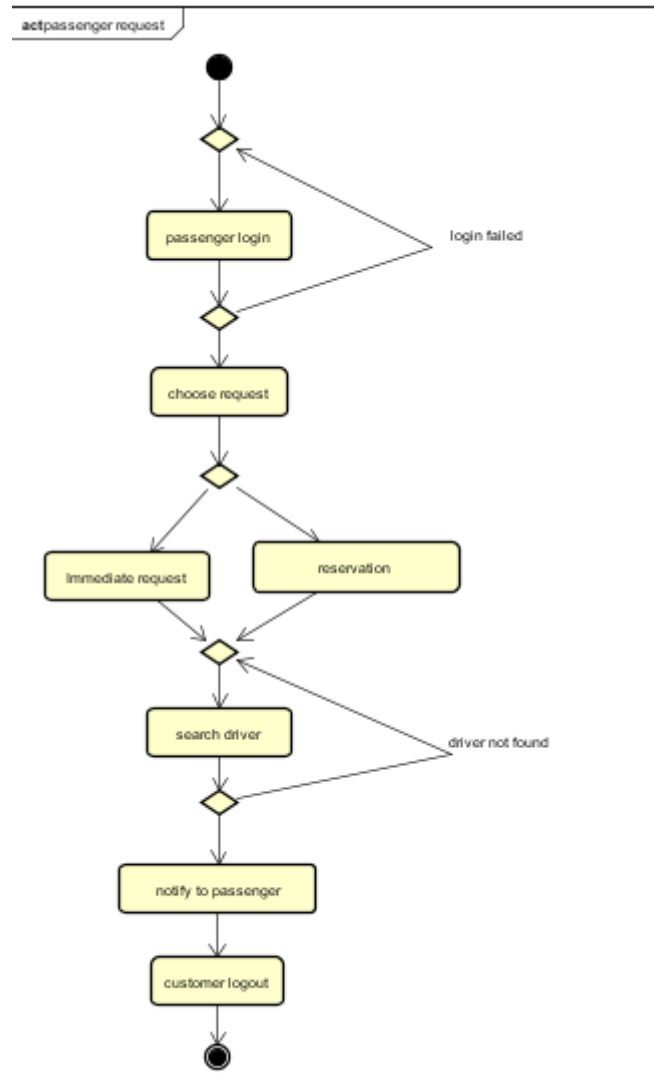 actpassenger request
passenger login
login failed
choose request
Immediate request
reservation
search driver
driver not found
notify to passenger
customer logout